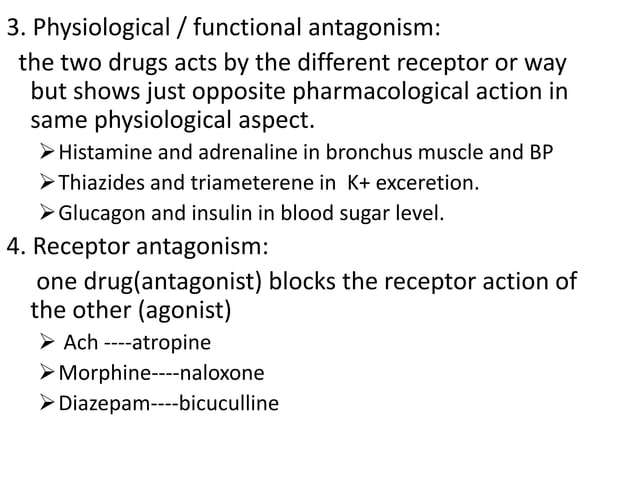 3. Physiological / functional antagonism:
the two drugs acts by the different receptor or way
but shows just opposite pharmacological action in
same physiological aspect.
➢Histamine and adrenaline in bronchus muscle and BP
➢Thiazides and triameterene in K+ exceretion.
➢Glucagon and insulin in blood sugar level.
4. Receptor antagonism:
one drug(antagonist) blocks the receptor action of
the other (agonist)
➢ Ach ----atropine
➢Morphine----naloxone
➢Diazepam----bicuculline